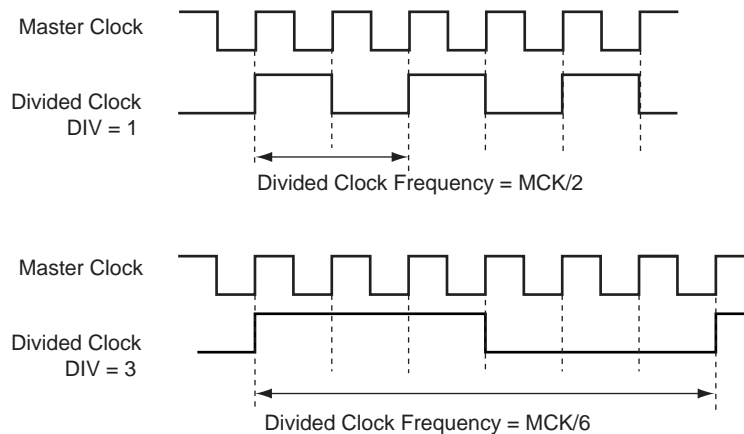 Master Clock
Divided Clock
DIV = 1
Divided Clock Frequency = MCK/2
Master Clock
Divided Clock
DIV = 3
Divided Clock Frequency = MCK/6